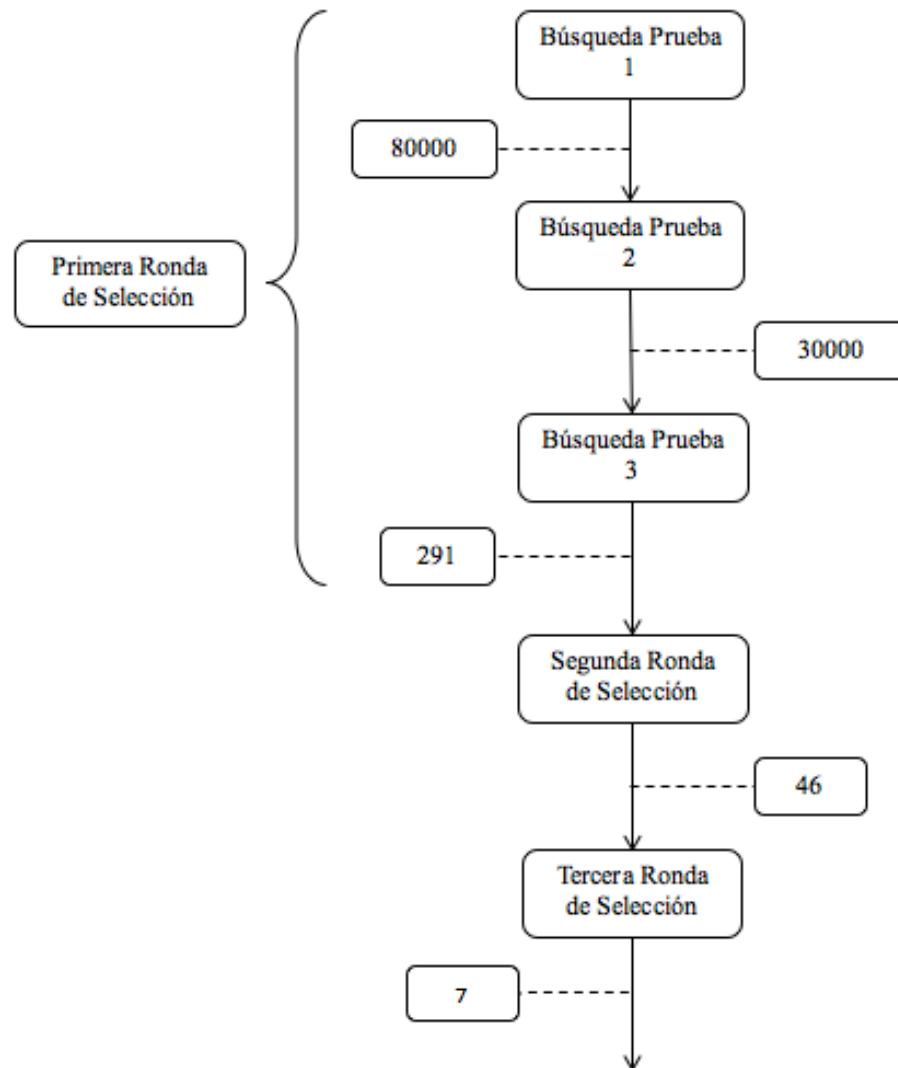 Búsqueda Prueba
1
80000
Búsqueda Prueba
2
Primera Ronda
de Selección
30000
Búsqueda Prueba
3
291
Segunda Ronda
de Selección
46
Tercera Ronda
de Selección
7